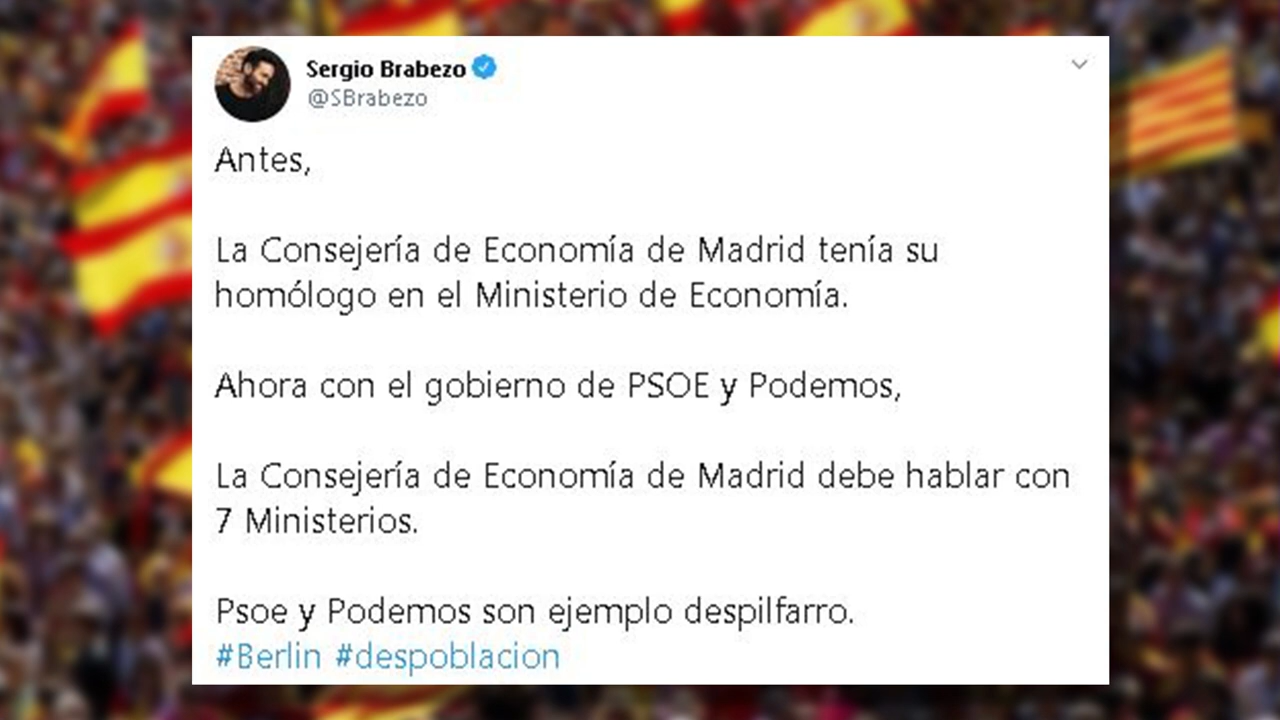 Sergio Brabezo
@SBrabezo
Antes,
La Consejería de Economía de Madrid tenía su
homólogo en el Ministerio de Economía.
Ahora con el gobierno de PSOE y Podemos,
La Consejería de Economía de Madrid debe hablar con
7 Ministerios.
Psoe y Podemos son ejemplo despilfarro.
#Berlin #despoblacion